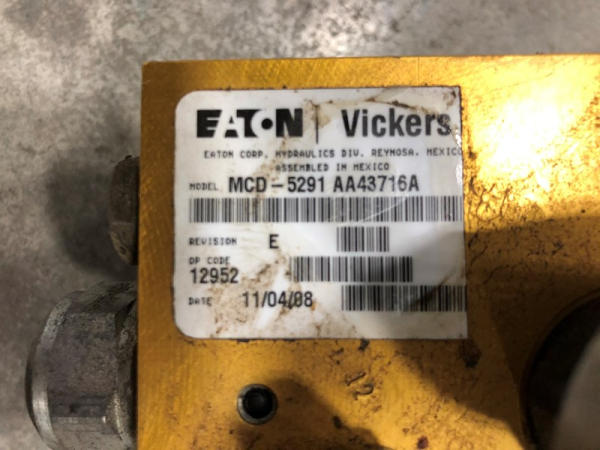 EATON | Vickers
EATON CORP. HYDRAULICS DIV. REYNOSA, MEXICO
ASSEMBLED IN MEXICO
MODEL MCD-5291 AA43716A
REVISION E
OP CODE
12952
DATE 11/04/08
12